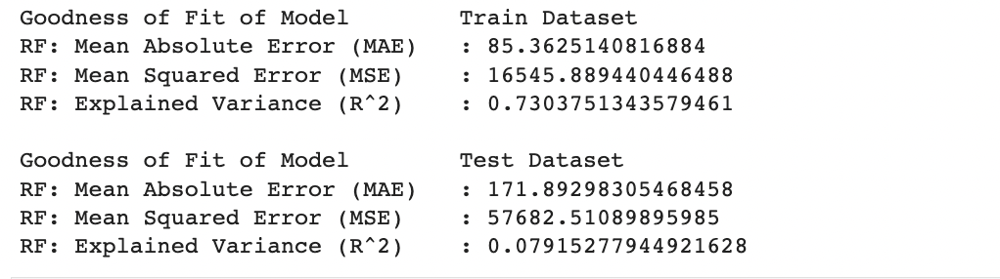 Goodness of Fit of Model Train Dataset
RF: Mean Absolute Error (MAE) : 85.3625140816884
RF: Mean Squared Error (MSE) : 16545.889440446488
RF: Explained Variance (R^2) : 0.7303751343579461
Goodness of Fit of Model Test Dataset
RF: Mean Absolute Error (MAE) : 171.89298305468458
RF: Mean Squared Error (MSE) : 57682.51089895985
RF: Explained Variance (R^2) : 0.07915277944921628